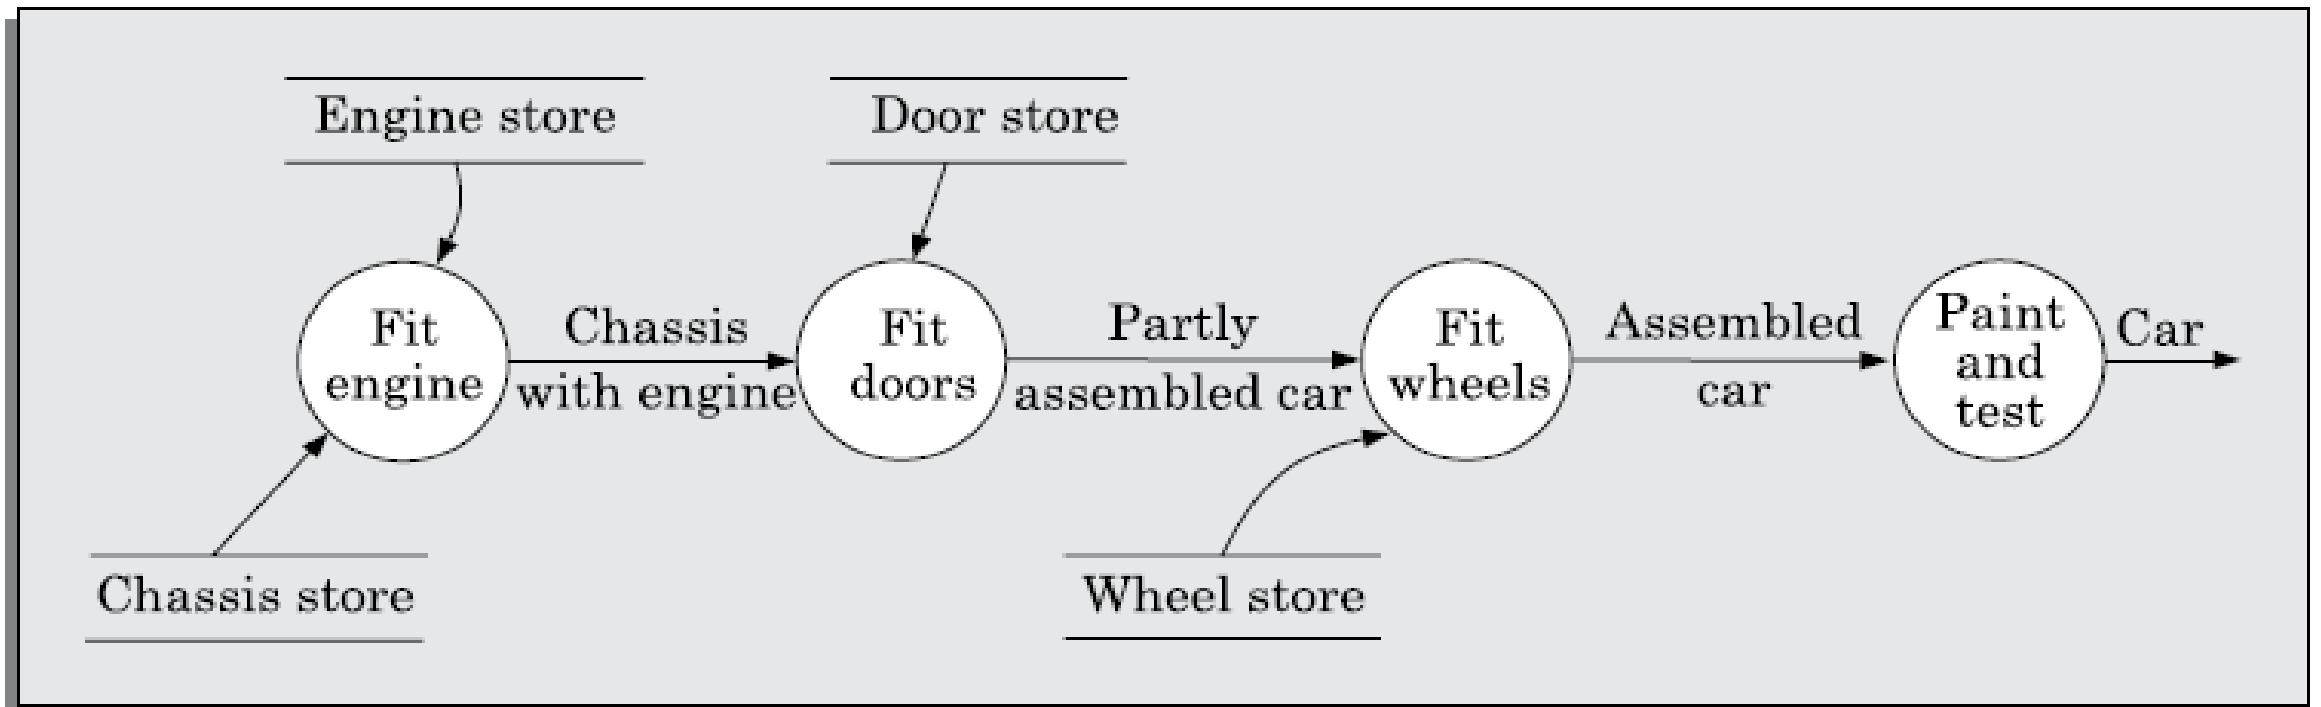 Engine store
Door store
Fit
engine
Chassis
with engine
Fit
doors
Partly
assembled car
Fit
wheels
Assembled
car
Paint
and
test
Car
Chassis store
Wheel store